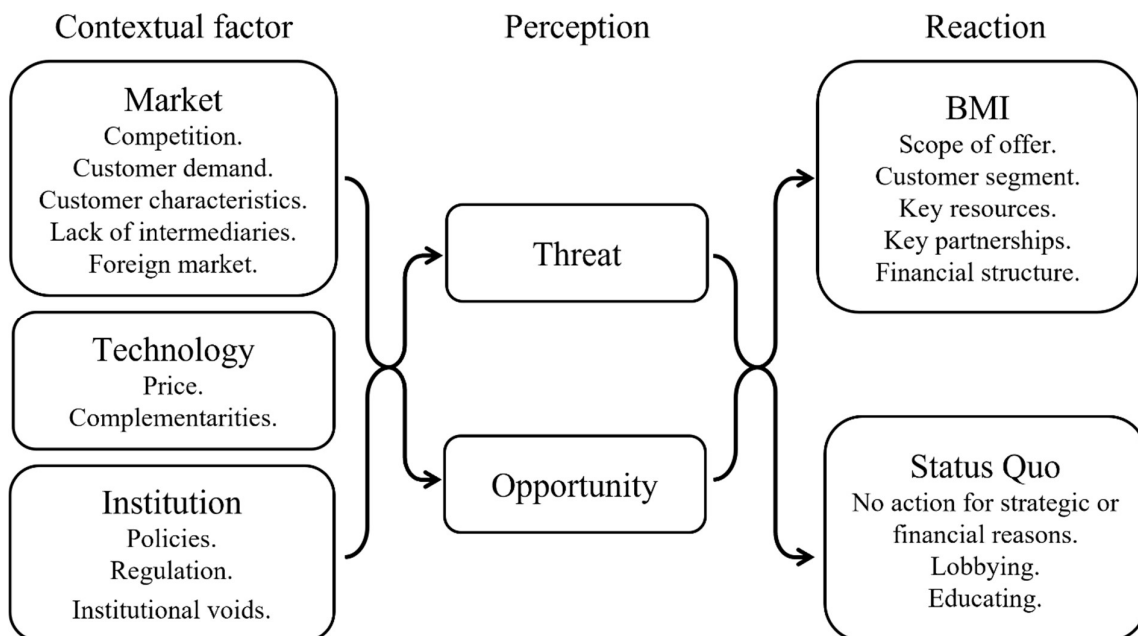 Contextual factor
Perception
Reaction
Market
Competition.
Customer demand.
Customer characteristics.
Lack of intermediaries.
Foreign market.
Technology
Price.
Complementarities.
Institution
Policies.
Regulation.
Institutional voids.
Threat
Opportunity
BMI
Scope of offer.
Customer segment.
Key resources.
Key partnerships.
Financial structure.
Status Quo
No action for strategic or
financial reasons.
Lobbying.
Educating.